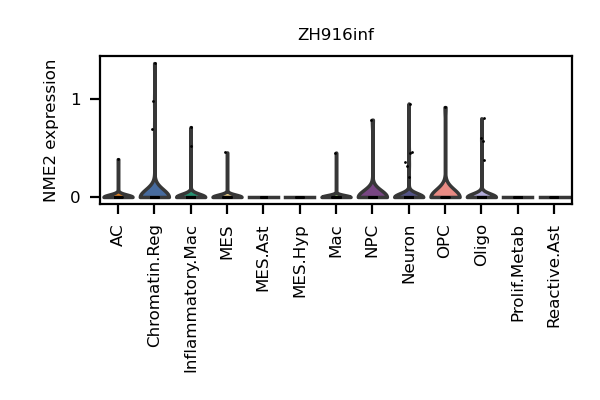 ZH916inf
NME2 expression
1
0
AC
Chromatin.Reg
Inflammatory.Mac
MES
MES.Ast
MES.Hyp
Mac
NPC
Neuron
OPC
Oligo
Prolif.Metab
Reactive.Ast